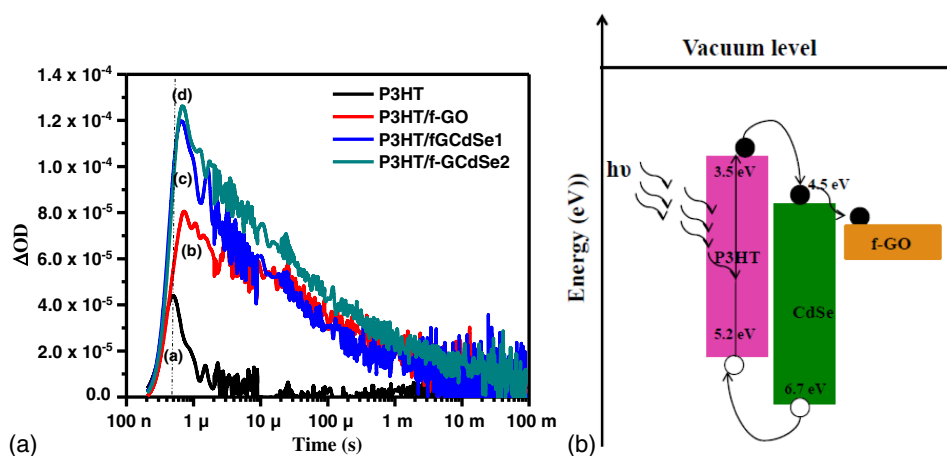 1.4 x 10⁻⁴
1.2 x 10⁻⁴
1.0 x 10⁻⁴
8.0 x 10⁻⁵
6.0 x 10⁻⁵
4.0 x 10⁻⁵
2.0 x 10⁻⁵
0.0
ΔOD
(d)
(c)
(b)
(a)
P3HT
P3HT/f-GO
P3HT/fGCdSe1
P3HT/f-GCdSe2
100 n 1 µ 10 µ 100 µ 1 m 10 m 100 m
Time (s)
(a)
Vacuum level
Energy (eV))
hυ
3.5 eV
4.5 eV
P3HT
f-GO
CdSe
5.2 eV
6.7 eV
(b)